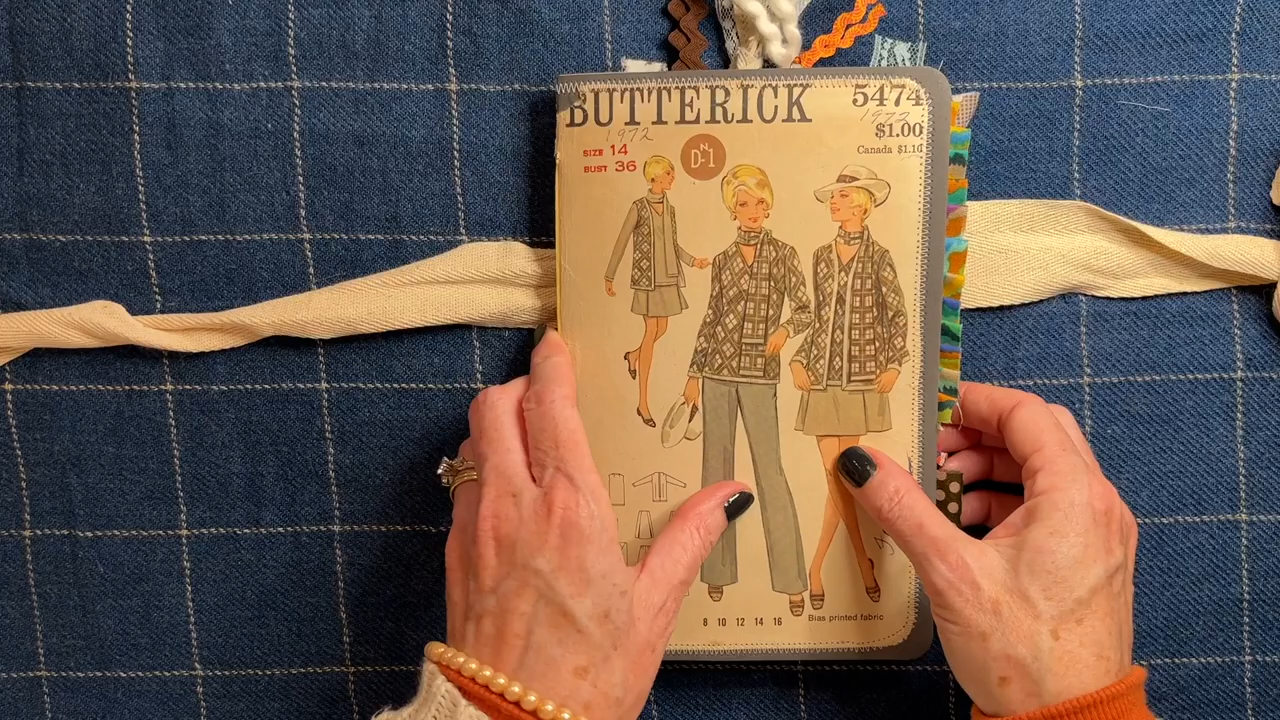 BUTTERICK 5474
1972 1972
$1.00
SIZE 14 Canada $1.10
BUST 36
DN-1
8 10 12 14 16 Bias printed fabric